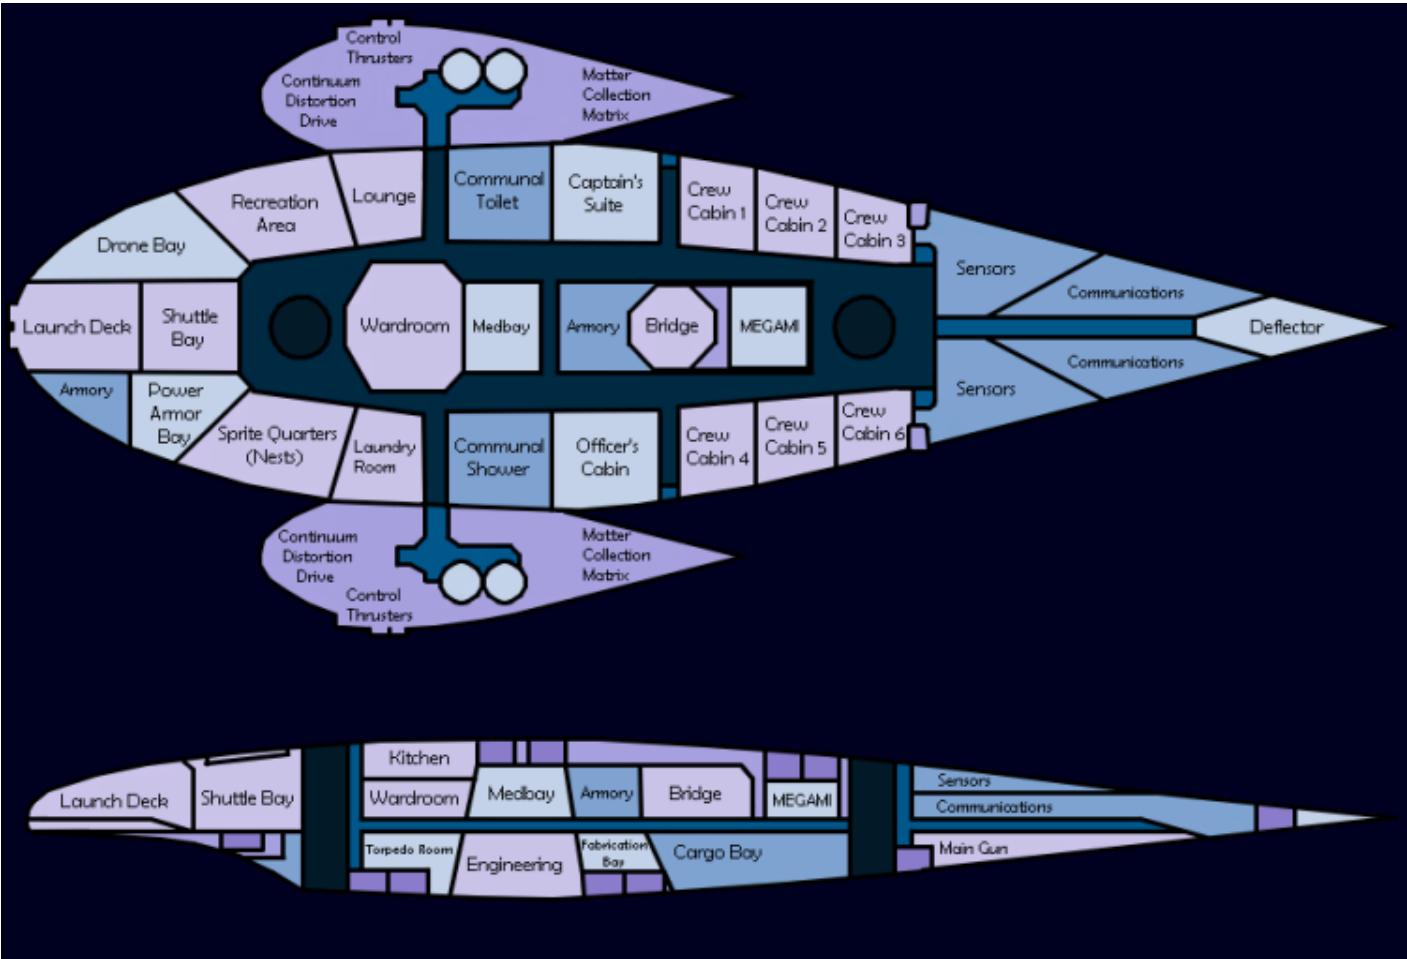 Control
Thrusters
Continuum
Distortion
Drive
Matter
Collection
Matrix
Drone Bay
Recreation
Area
Lounge
Communal
Toilet
Captain's
Suite
Crew
Cabin 1
Crew
Cabin 2
Crew
Cabin 3
Sensors
Communications
Launch Deck
Shuttle
Bay
Wardroom
Medbay
Armory
Bridge
MEGAMI
Deflector
Armory
Power
Armor
Bay
Sprite Quarters
(Nests)
Laundry
Room
Communal
Shower
Officer's
Cabin
Crew
Cabin 4
Crew
Cabin 5
Crew
Cabin 6
Sensors
Communications
Continuum
Distortion
Drive
Control
Thrusters
Matter
Collection
Matrix
Launch Deck
Shuttle Bay
Kitchen
Wardroom
Medbay
Armory
Bridge
MEGAMI
Sensors
Communications
Torpedo Room
Engineering
Fabrication
Bay
Cargo Bay
Main Gun